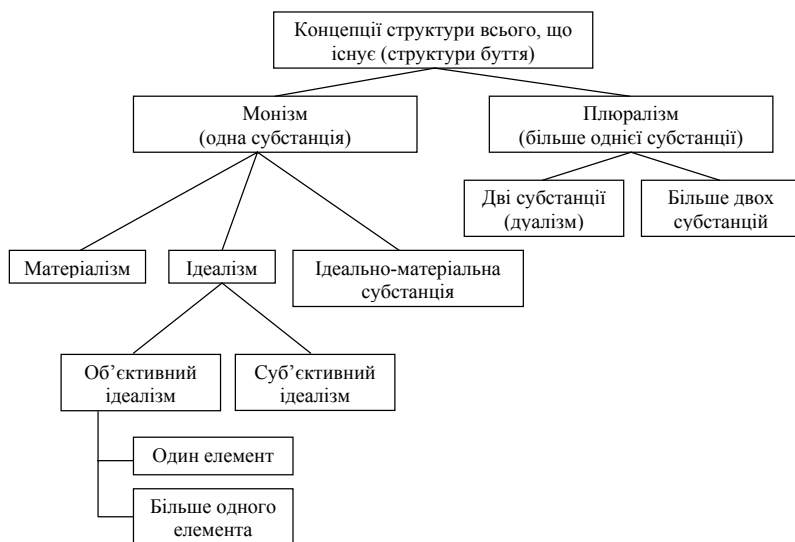 Концепції структури всього, що
існує (структури буття)
Монізм
(одна субстанція)
Плюралізм
(більше однієї субстанції)
Дві субстанції
(дуалізм)
Більше двох
субстанцій
Матеріалізм
Ідеалізм
Ідеально-матеріальна
субстанція
Об’єктивний
ідеалізм
Суб’єктивний
ідеалізм
Один елемент
Більше одного
елемента